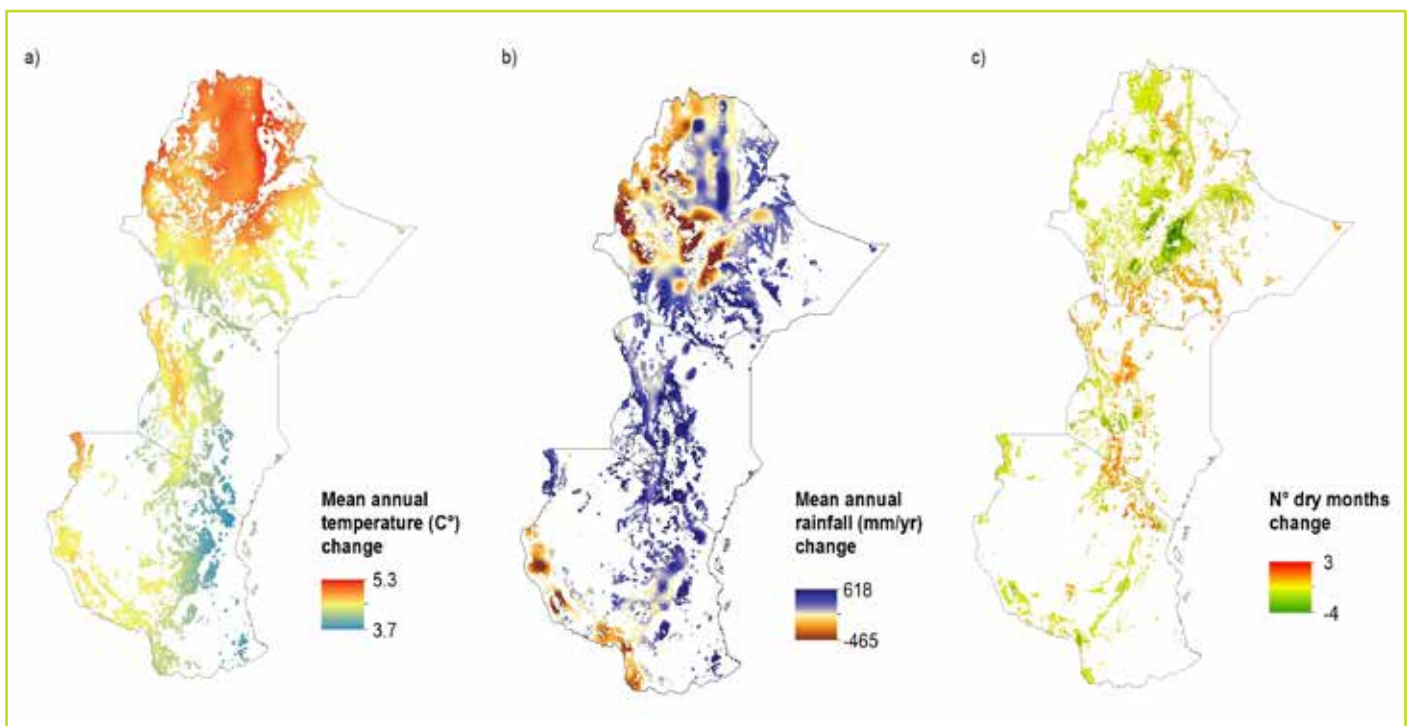 a)
b)
c)
Mean annual
temperature (C°)
change
5.3
3.7
Mean annual
rainfall (mm/yr)
change
618
-465
N° dry months
change
3
-4